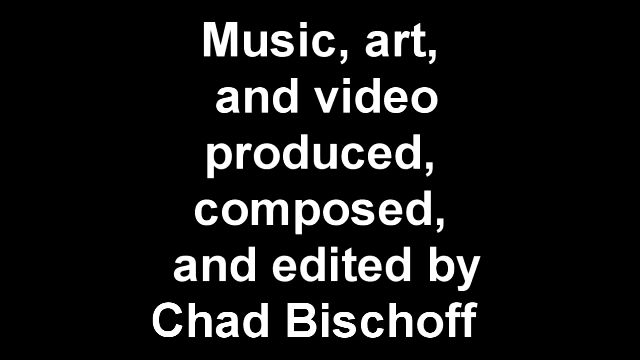 Music, art,
and video
produced,
composed,
and edited by
Chad Bischoff